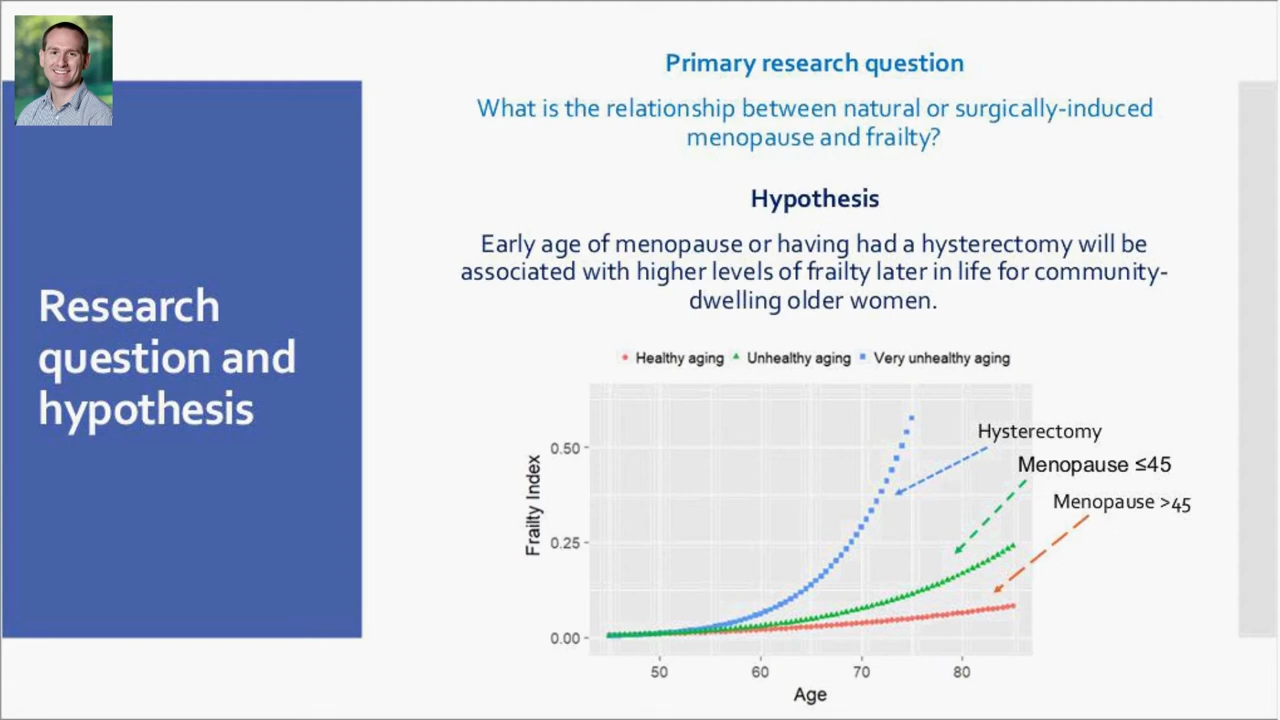 Primary research question
What is the relationship between natural or surgically-induced
menopause and frailty?
Hypothesis
Early age of menopause or having had a hysterectomy will be
associated with higher levels of frailty later in life for community-
dwelling older women.
Research
question and
hypothesis
Healthy aging Unhealthy aging Very unhealthy aging
Hysterectomy
Menopause ≤45
Menopause >45
Frailty Index
0.50
0.25
0.00
50 60 70 80
Age